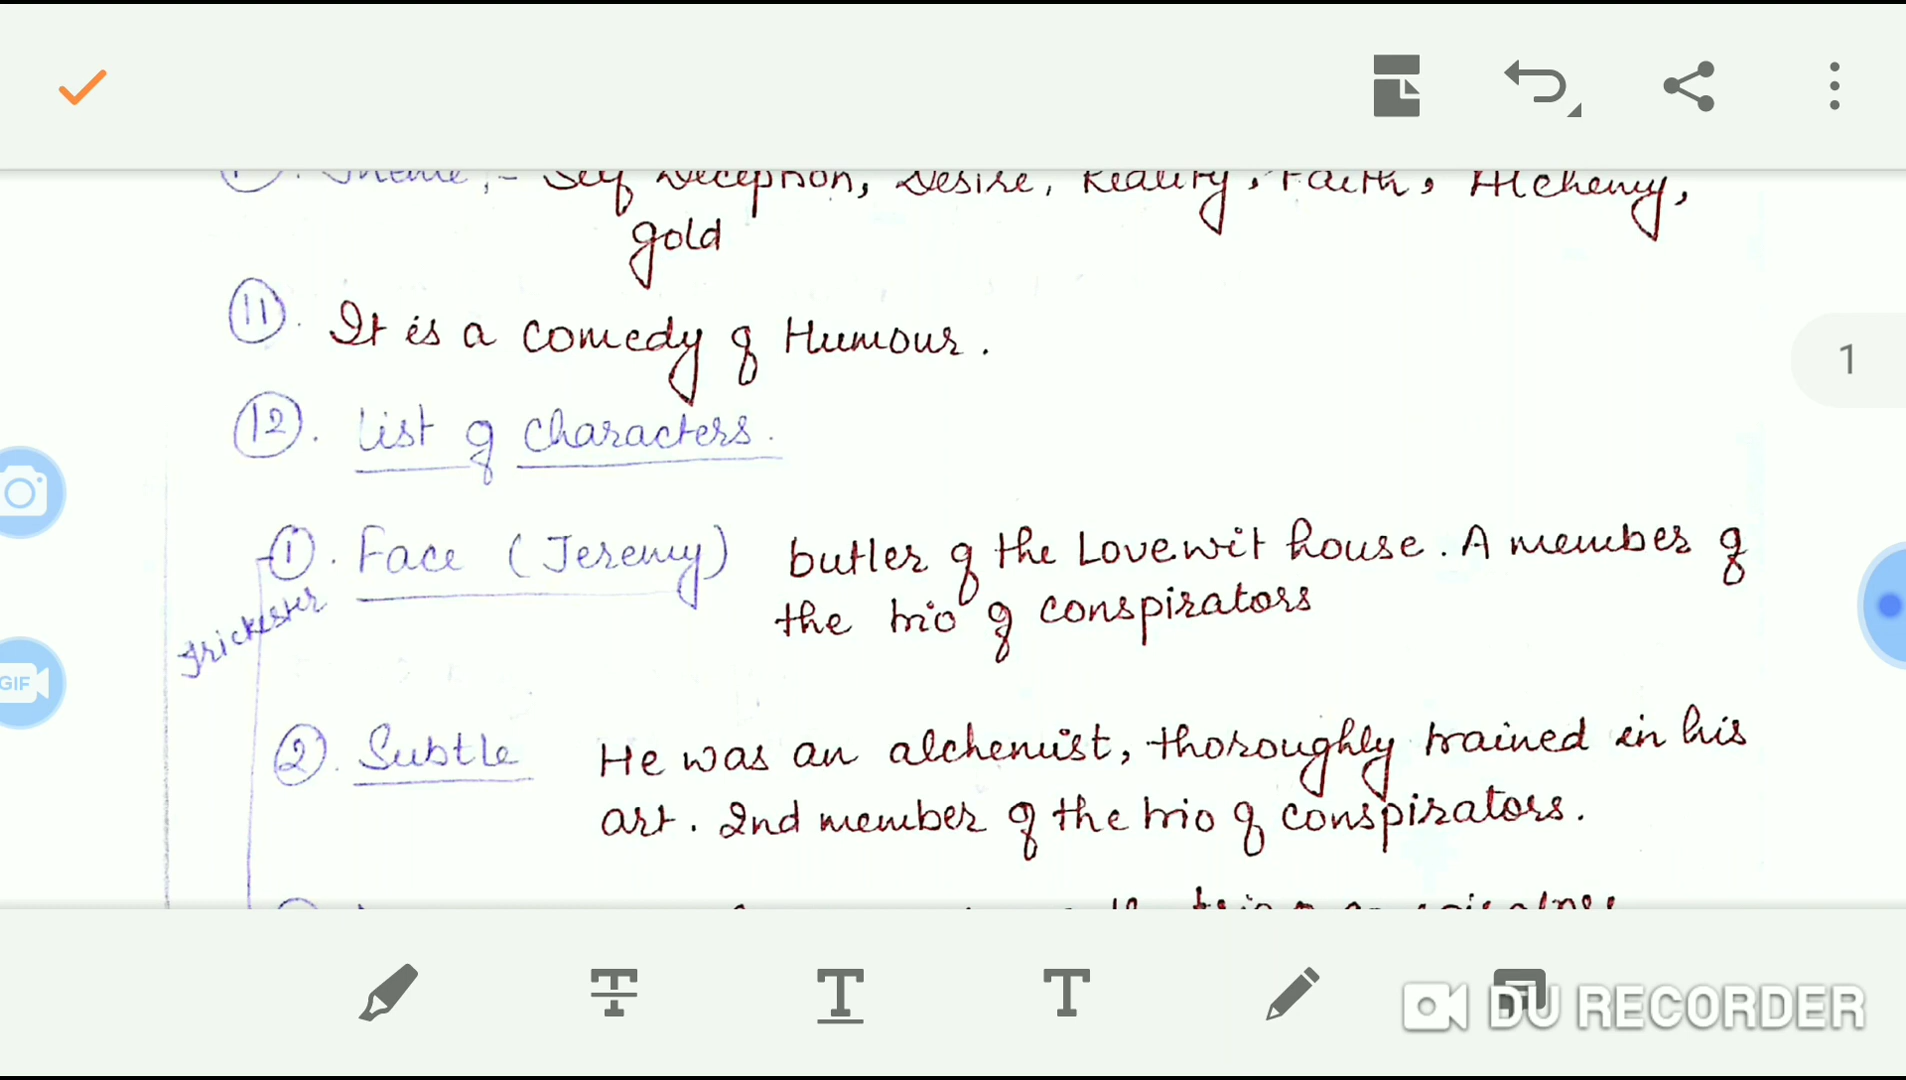 Theme :- Self Deception, Desire, Reality, Faith, Alchemy,
gold
11. It is a comedy of Humour.
12. List of characters.
1. Face (Jeremy) butler of the Lovewit house. A member of
the trio of conspirators
Trickester
2. Subtle He was an alchemist, thoroughly trained in his
art. 2nd member of the trio of conspirators.
1
GIF
DU RECORDER